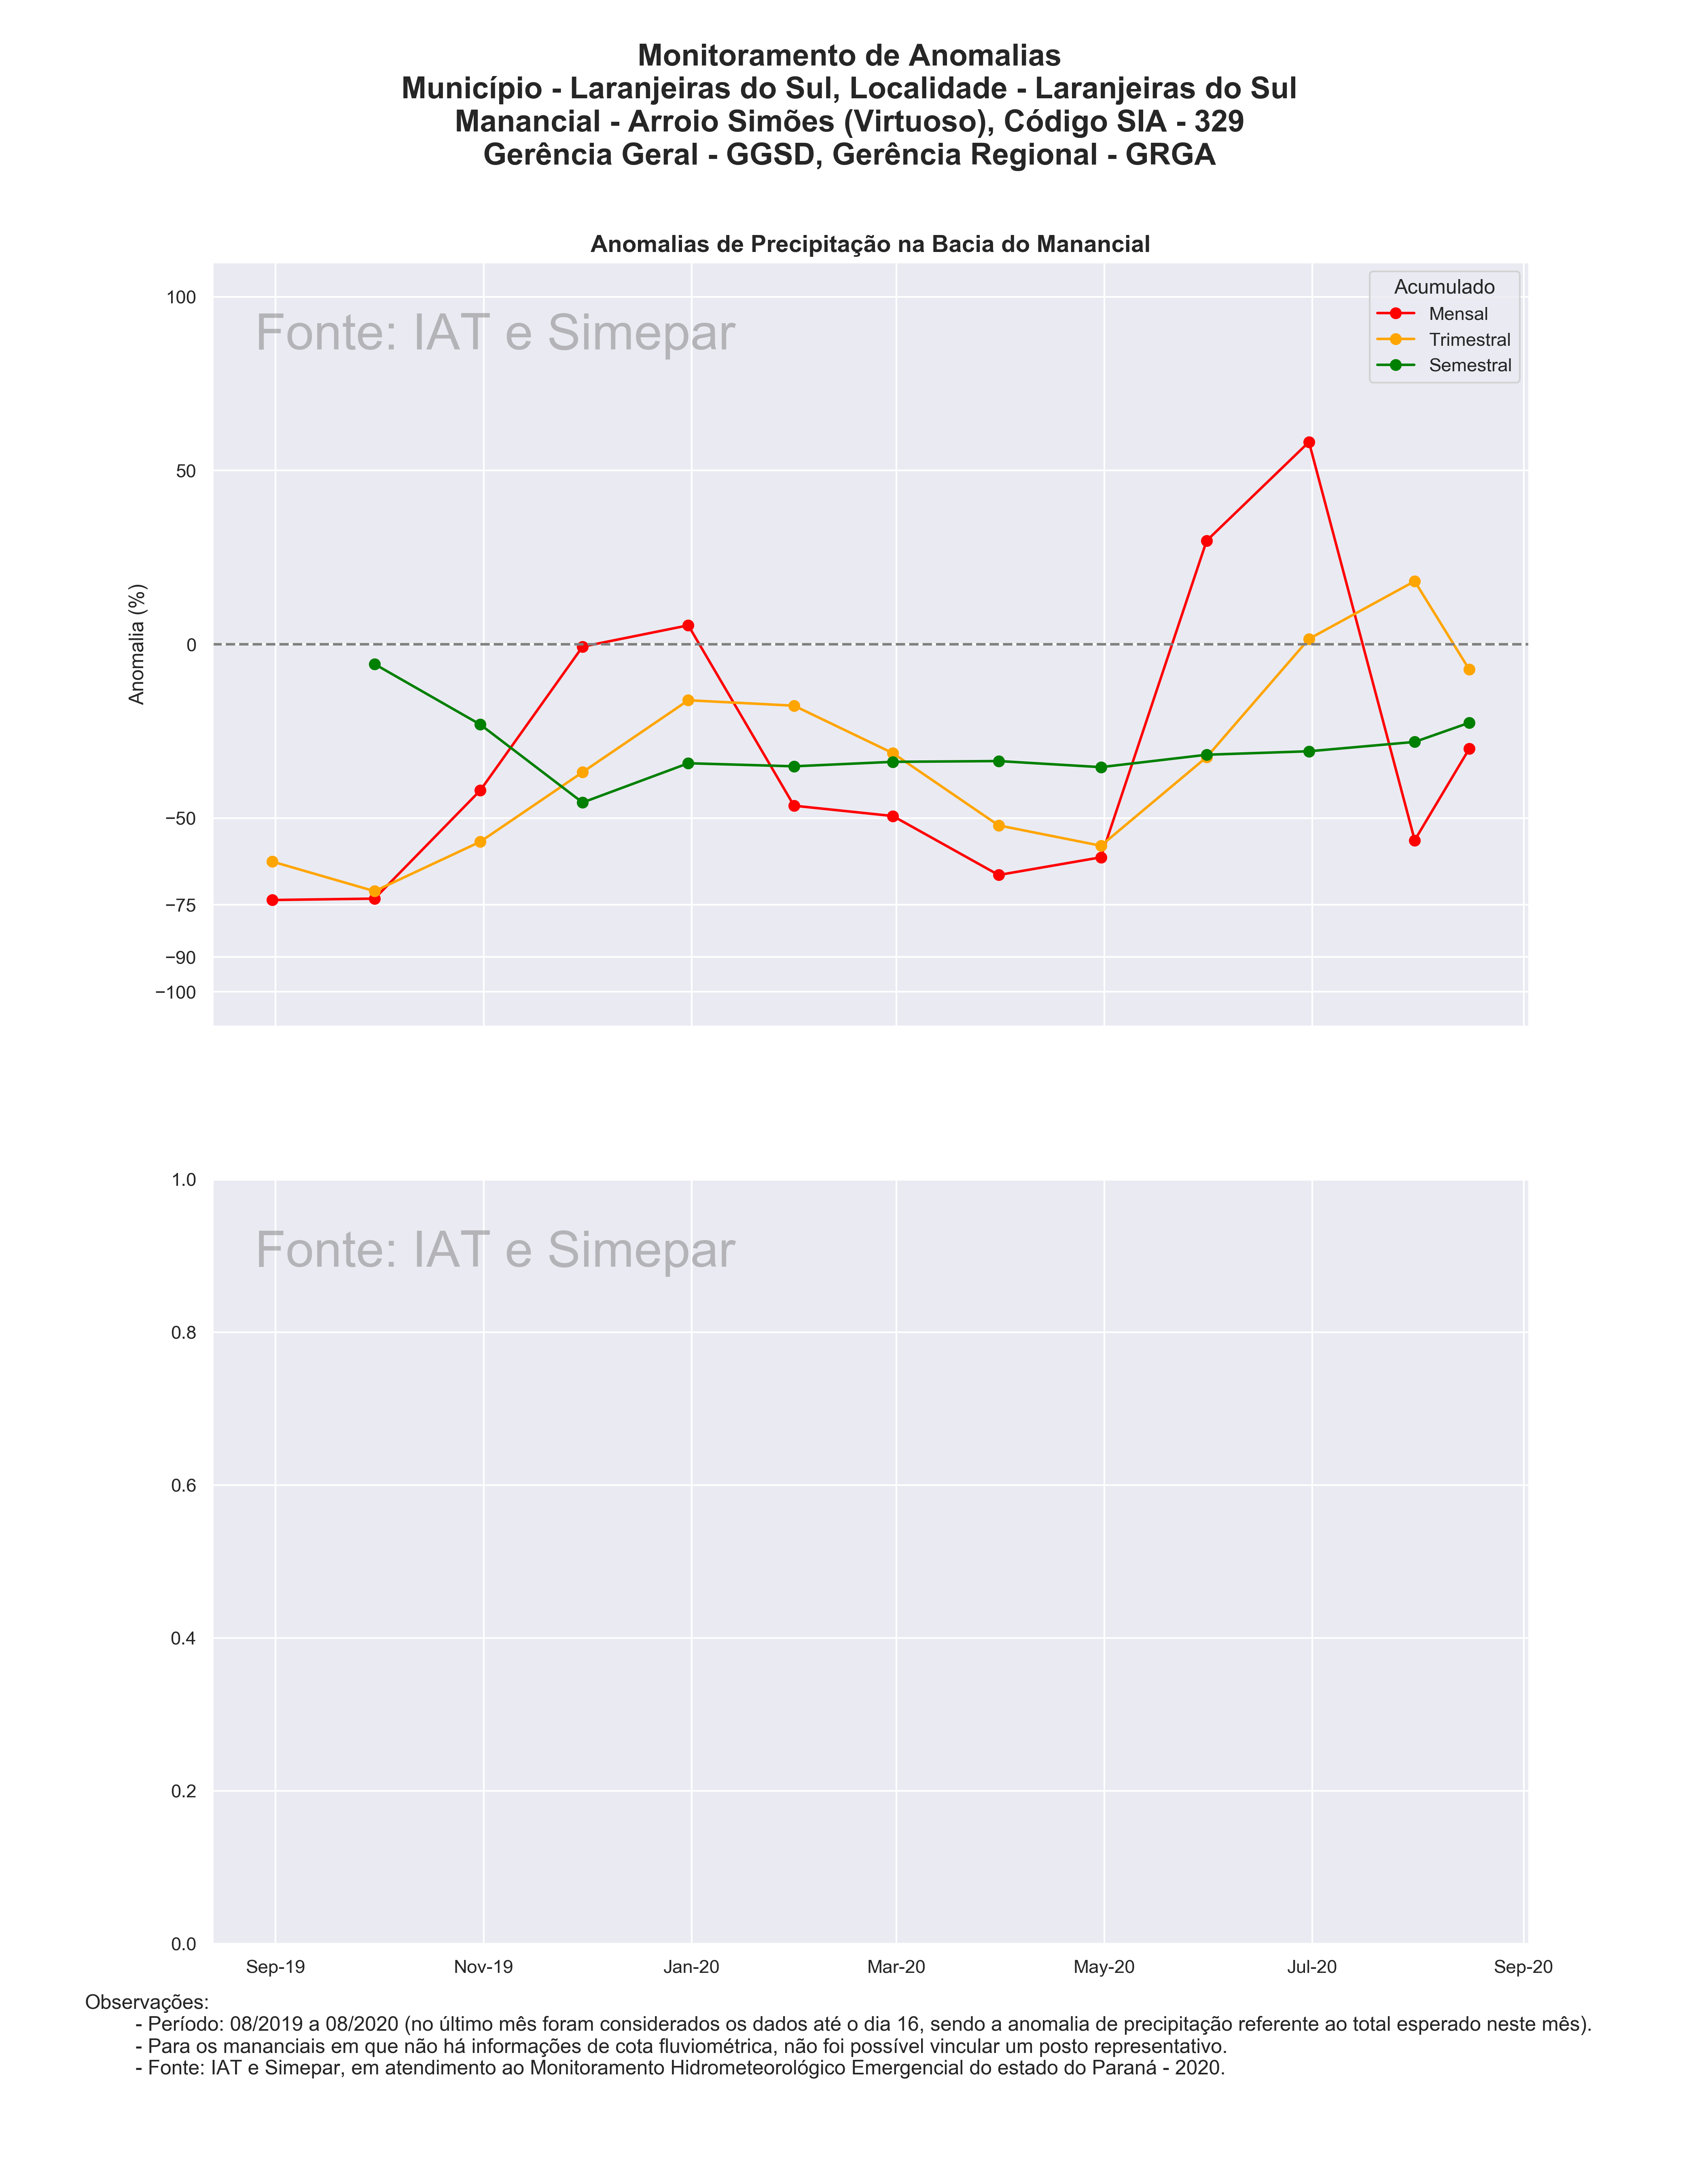 Monitoramento de Anomalias
Município - Laranjeiras do Sul, Localidade - Laranjeiras do Sul
Manancial - Arroio Simões (Virtuoso), Código SIA - 329
Gerência Geral - GGSD, Gerência Regional - GRGA
Anomalias de Precipitação na Bacia do Manancial
Fonte: IAT e Simepar
Acumulado
Mensal
Trimestral
Semestral
Anomalia (%)
100
50
0
−50
−75
−90
−100
Fonte: IAT e Simepar
1.0
0.8
0.6
0.4
0.2
0.0
Sep-19 Nov-19 Jan-20 Mar-20 May-20 Jul-20 Sep-20
Observações:
- Período: 08/2019 a 08/2020 (no último mês foram considerados os dados até o dia 16, sendo a anomalia de precipitação referente ao total esperado neste mês).
- Para os mananciais em que não há informações de cota fluviométrica, não foi possível vincular um posto representativo.
- Fonte: IAT e Simepar, em atendimento ao Monitoramento Hidrometeorológico Emergencial do estado do Paraná - 2020.